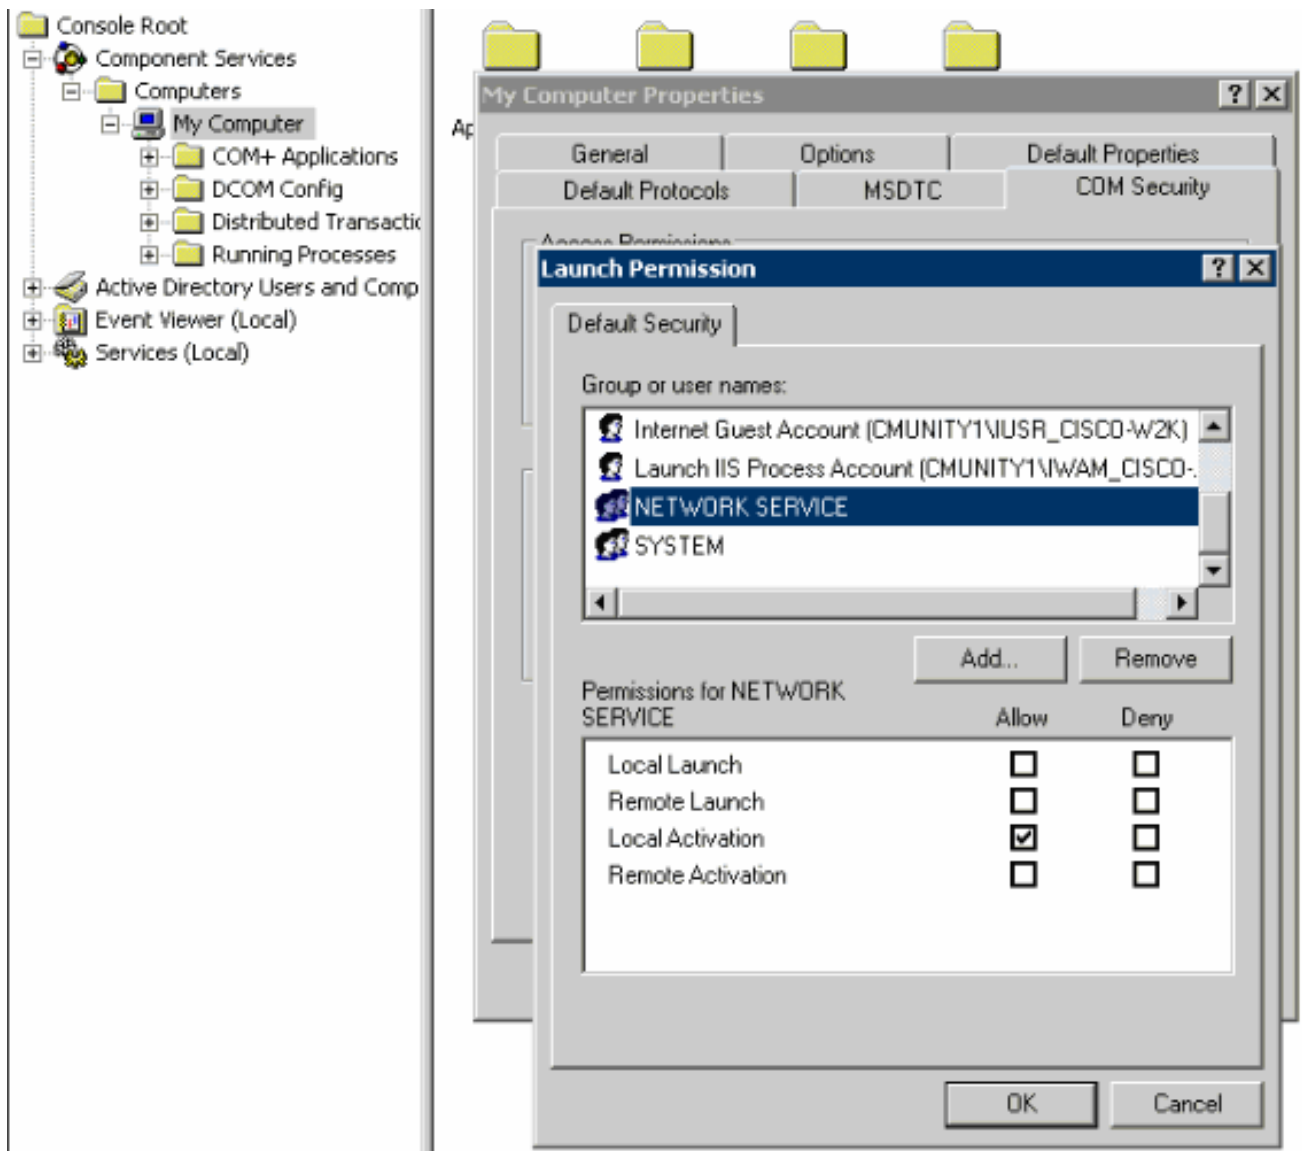 Console Root
Component Services
Computers
My Computer
COM+ Applications
DCOM Config
Distributed Transactic
Running Processes
Active Directory Users and Comp
Event Viewer (Local)
Services (Local)
Ap
My Computer Properties
General
Options
Default Properties
Default Protocols
MSDTC
COM Security
Access Permissions
Launch Permission
Default Security
Group or user names:
Internet Guest Account (CMUNITY1\IUSR_CISCO-W2K)
Launch IIS Process Account (CMUNITY1\IWAM_CISCO-.
NETWORK SERVICE
SYSTEM
Add...
Remove
Permissions for NETWORK
SERVICE
Allow
Deny
Local Launch
Remote Launch
Local Activation
Remote Activation
OK
Cancel